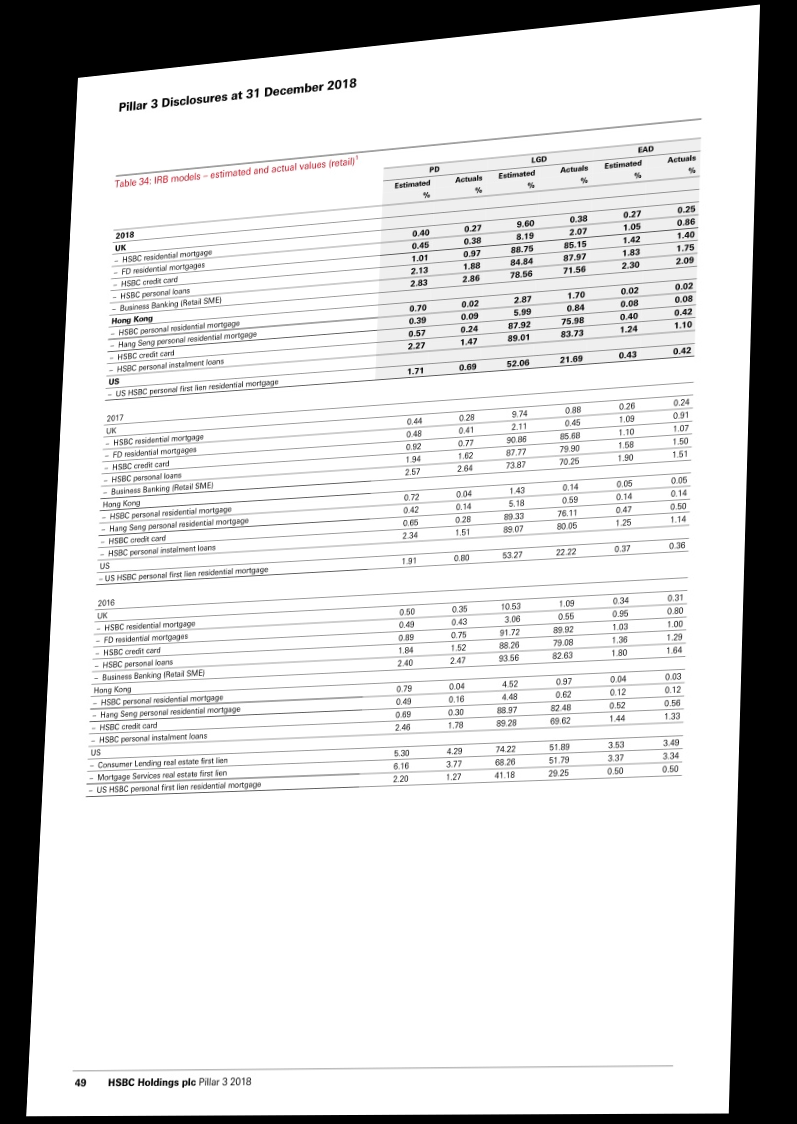 Pillar 3 Disclosures at 31 December 2018
Table 34: IRB models – estimated and actual values (retail)1
PD LGD EAD
Estimated Actuals Estimated Actuals Estimated Actuals
% % % % % %
2018
UK
– HSBC residential mortgage 0.40 0.27 9.60 0.38 0.27 0.25
– FD residential mortgages 0.45 0.38 8.19 2.07 1.05 0.86
– HSBC credit card 1.01 0.97 88.75 85.15 1.42 1.40
– HSBC personal loans 2.13 1.88 84.84 87.97 1.83 1.75
– Business Banking (Retail SME) 2.83 2.86 78.56 71.56 2.30 2.09
Hong Kong
– HSBC personal residential mortgage 0.70 0.02 2.87 1.70 0.02 0.02
– Hang Seng personal residential mortgage 0.39 0.09 5.99 0.84 0.08 0.08
– HSBC credit card 0.57 0.24 87.92 75.98 0.40 0.42
– HSBC personal instalment loans 2.27 1.47 89.01 83.73 1.24 1.10
US
– US HSBC personal first lien residential mortgage 1.71 0.69 52.06 21.69 0.43 0.42
2017
UK
– HSBC residential mortgage 0.44 0.28 9.74 0.88 0.26 0.24
– FD residential mortgages 0.48 0.41 2.11 0.45 1.09 0.91
– HSBC credit card 0.92 0.77 90.86 85.68 1.10 1.07
– HSBC personal loans 1.94 1.62 87.77 79.90 1.58 1.50
– Business Banking (Retail SME) 2.57 2.64 73.87 70.25 1.90 1.51
Hong Kong
– HSBC personal residential mortgage 0.72 0.04 1.43 0.14 0.05 0.05
– Hang Seng personal residential mortgage 0.42 0.14 5.18 0.59 0.14 0.14
– HSBC credit card 0.65 0.28 89.33 76.11 0.47 0.50
– HSBC personal instalment loans 2.34 1.51 89.07 80.05 1.25 1.14
US
– US HSBC personal first lien residential mortgage 1.91 0.80 53.27 22.22 0.37 0.36
2016
UK
– HSBC residential mortgage 0.50 0.35 10.53 1.09 0.34 0.31
– FD residential mortgages 0.49 0.43 3.06 0.55 0.95 0.80
– HSBC credit card 0.89 0.75 91.72 89.92 1.03 1.00
– HSBC personal loans 1.84 1.52 88.26 79.08 1.36 1.29
– Business Banking (Retail SME) 2.40 2.47 93.56 82.63 1.80 1.64
Hong Kong
– HSBC personal residential mortgage 0.79 0.04 4.52 0.97 0.04 0.03
– Hang Seng personal residential mortgage 0.49 0.16 4.48 0.62 0.12 0.12
– HSBC credit card 0.69 0.30 88.97 82.48 0.52 0.56
– HSBC personal instalment loans 2.46 1.78 89.28 69.62 1.44 1.33
US
– Consumer Lending real estate first lien 5.30 4.29 74.22 51.89 3.53 3.49
– Mortgage Services real estate first lien 6.16 3.77 68.26 51.79 3.37 3.34
– US HSBC personal first lien residential mortgage 2.20 1.27 41.18 29.25 0.50 0.50
49 HSBC Holdings plc Pillar 3 2018